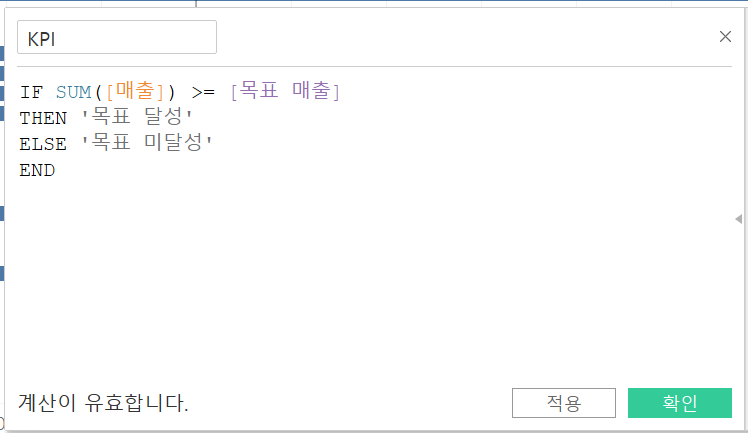 KPI
IF SUM([매출]) >= [목표 매출]
THEN '목표 달성'
ELSE '목표 미달성'
END
계산이 유효합니다.
적용
확인